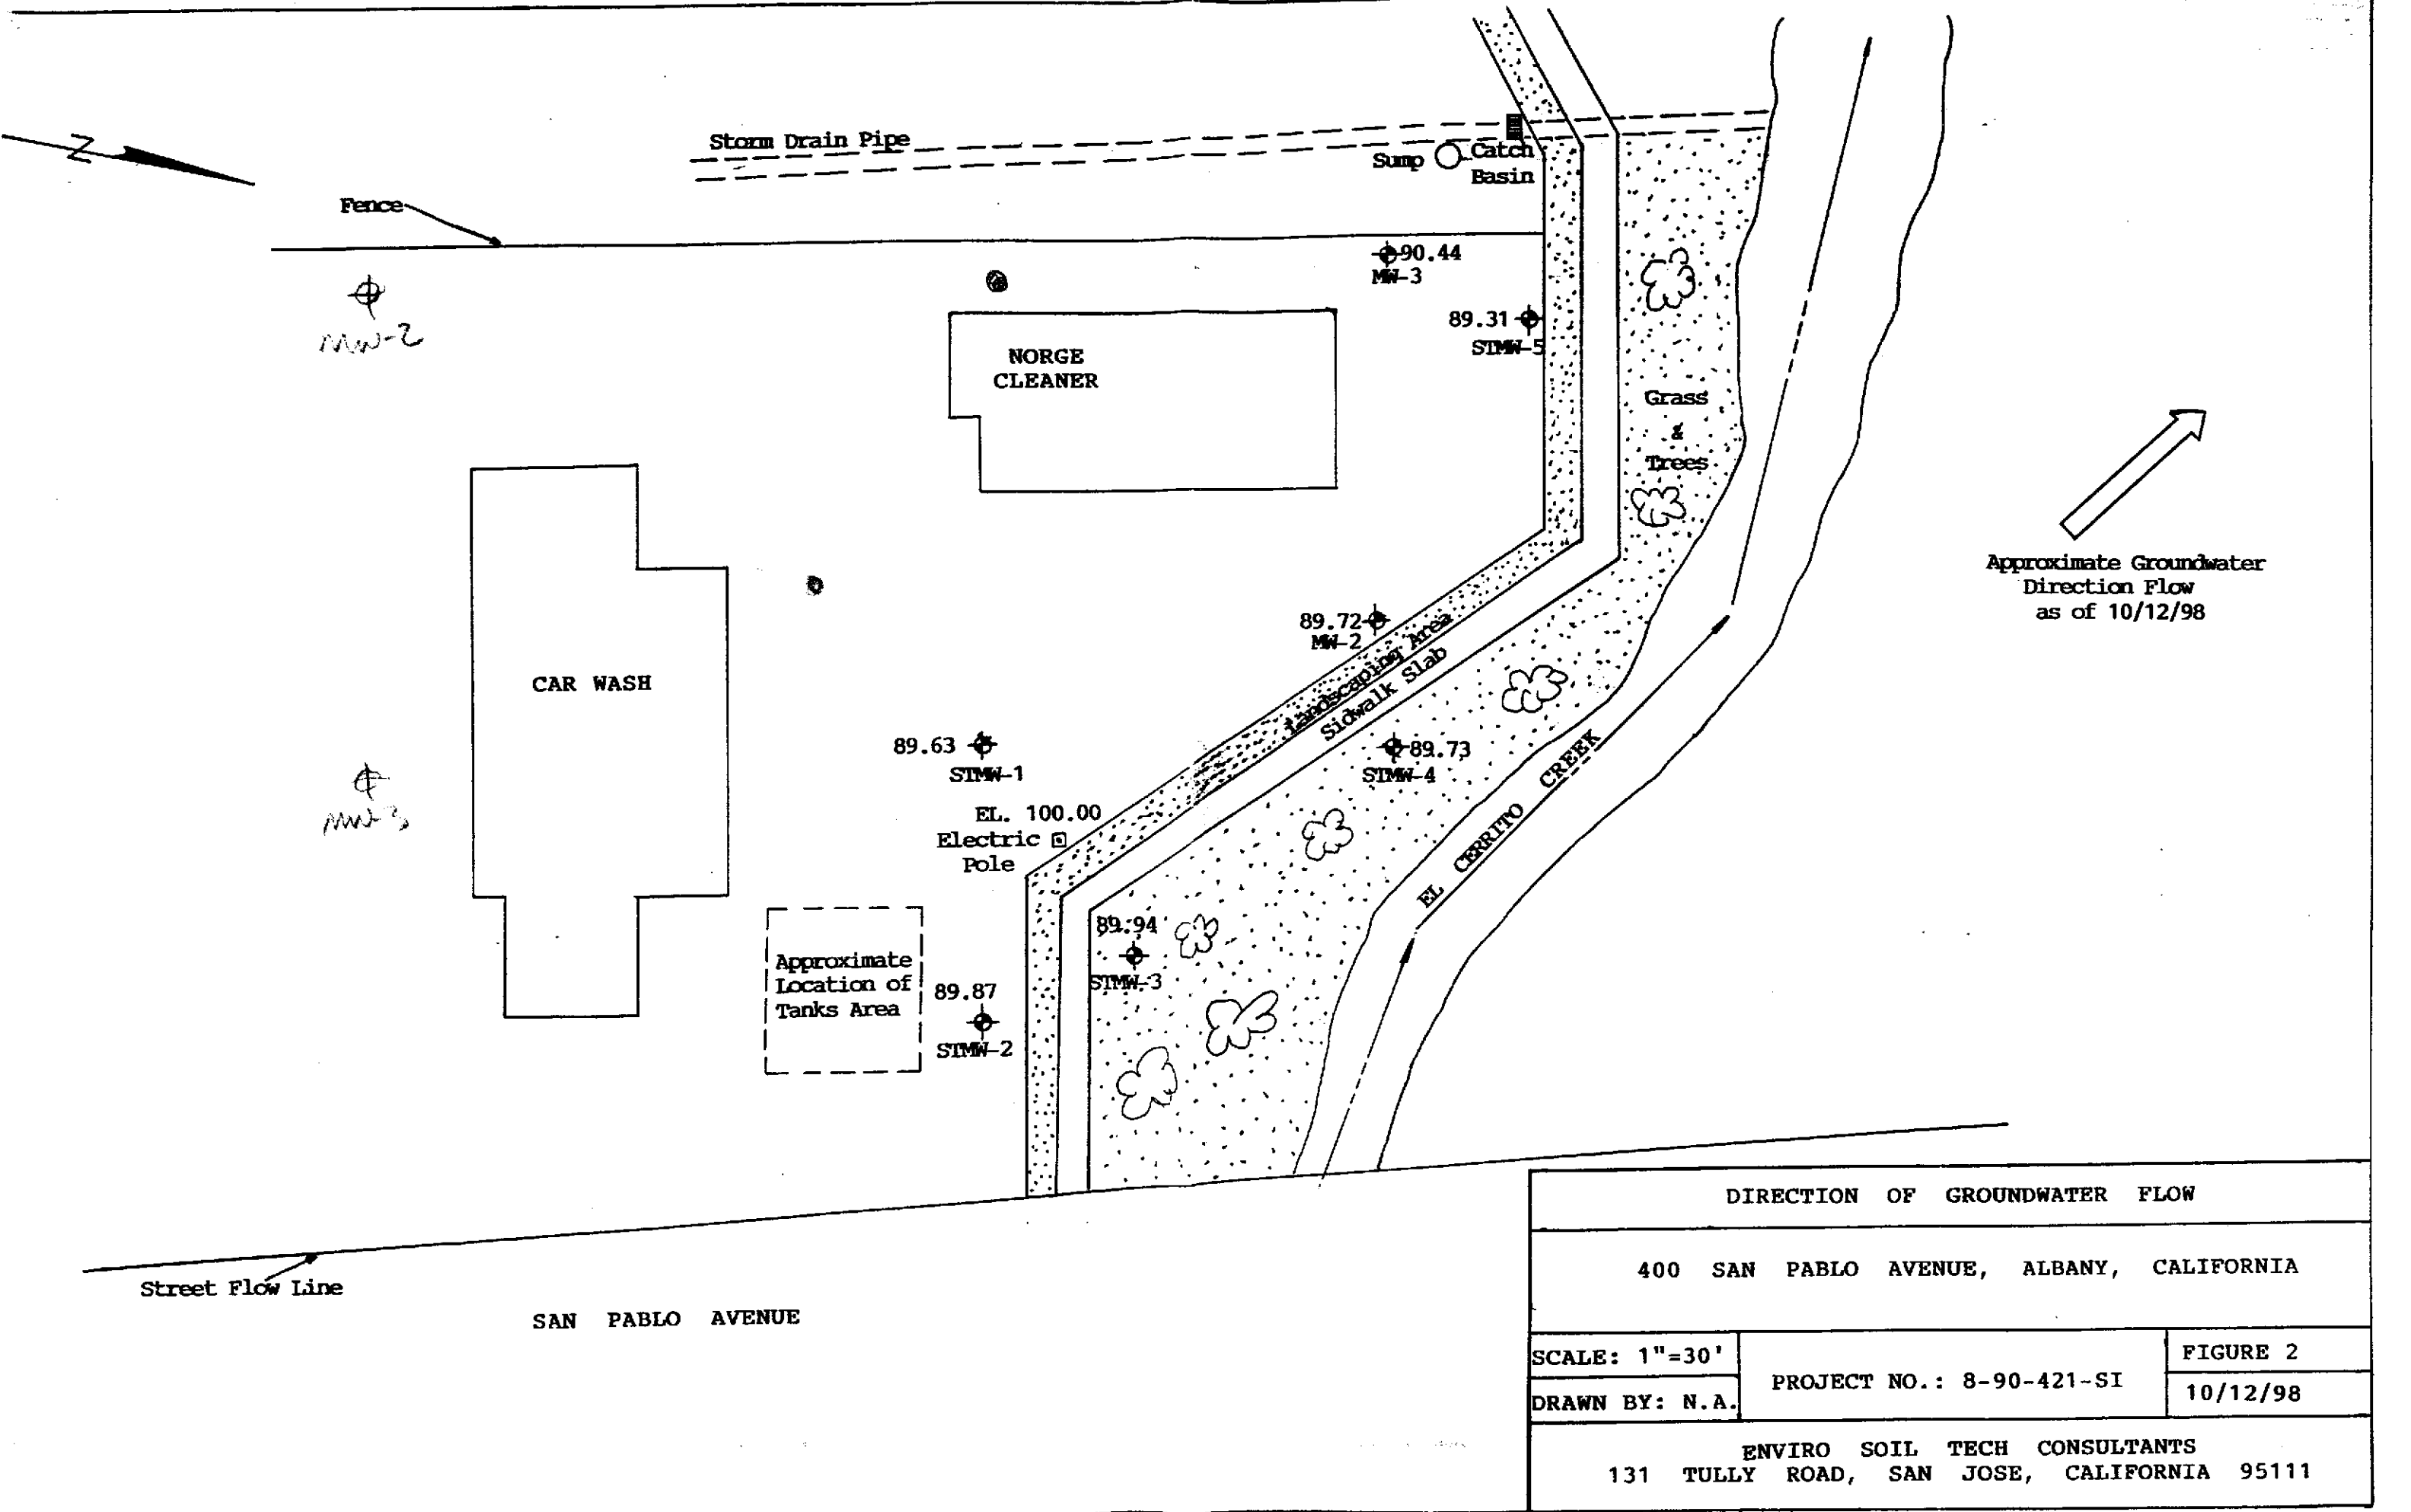 Storm Drain Pipe
Sump
Catch
Basin
N
Fence
90.44
MW-3
MW-2
89.31
STMW-5
NORGE
CLEANER
Grass
&
Trees
Approximate Groundwater
Direction Flow
as of 10/12/98
89.72
MW-2
Landscaping Area
Sidwalk Slab
CAR WASH
89.63
STMW-1
89.73
STMW-4
EL CERRITO CREEK
MW-3
EL. 100.00
Electric
Pole
89.94
STMW-3
Approximate
Location of
Tanks Area
89.87
STMW-2
Street Flow Line
SAN PABLO AVENUE
DIRECTION OF GROUNDWATER FLOW
400 SAN PABLO AVENUE, ALBANY, CALIFORNIA
SCALE: 1"=30'
DRAWN BY: N.A.
PROJECT NO.: 8-90-421-SI
FIGURE 2
10/12/98
ENVIRO SOIL TECH CONSULTANTS
131 TULLY ROAD, SAN JOSE, CALIFORNIA 95111